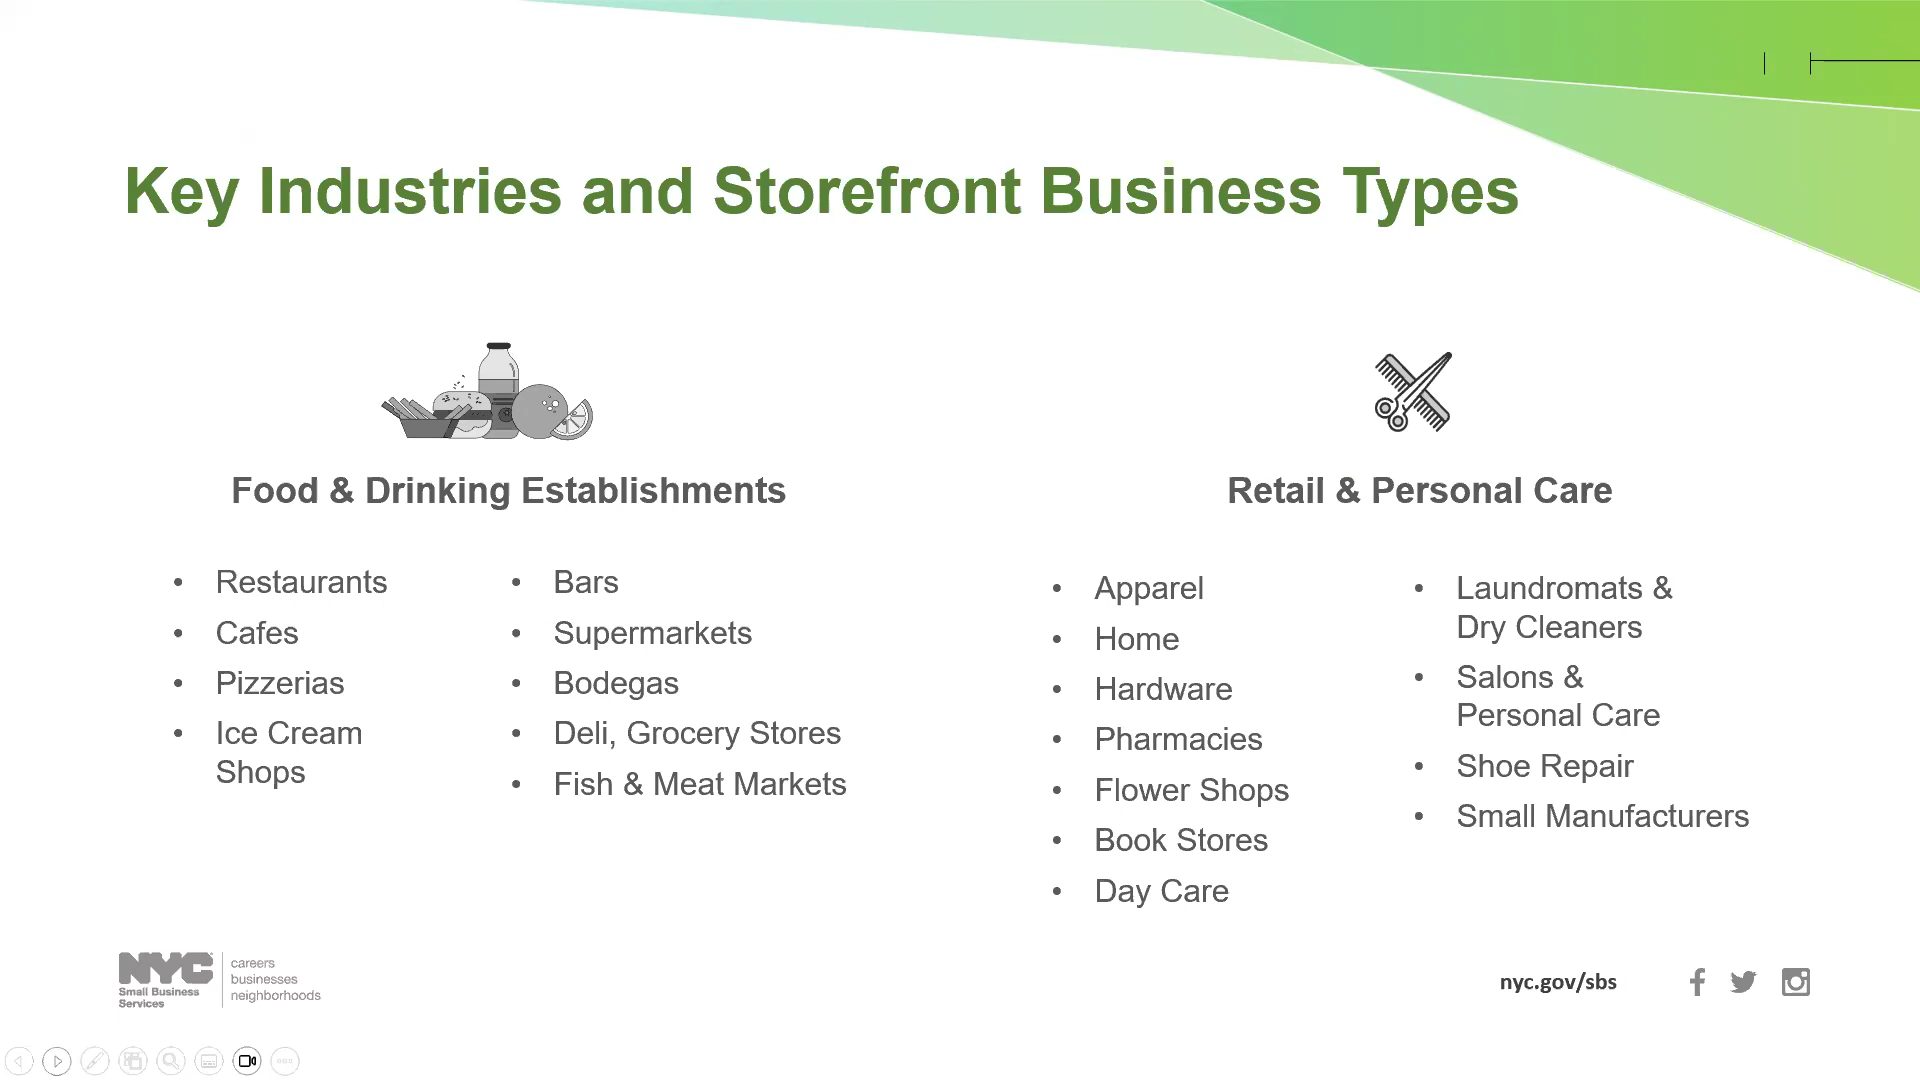 Key Industries and Storefront Business Types
Food & Drinking Establishments
• Restaurants
• Cafes
• Pizzerias
• Ice Cream
Shops
• Bars
• Supermarkets
• Bodegas
• Deli, Grocery Stores
• Fish & Meat Markets
Retail & Personal Care
• Apparel
• Home
• Hardware
• Pharmacies
• Flower Shops
• Book Stores
• Day Care
• Laundromats &
Dry Cleaners
• Salons &
Personal Care
• Shoe Repair
• Small Manufacturers
NYC
Small Business
Services
careers
businesses
neighborhoods
nyc.gov/sbs